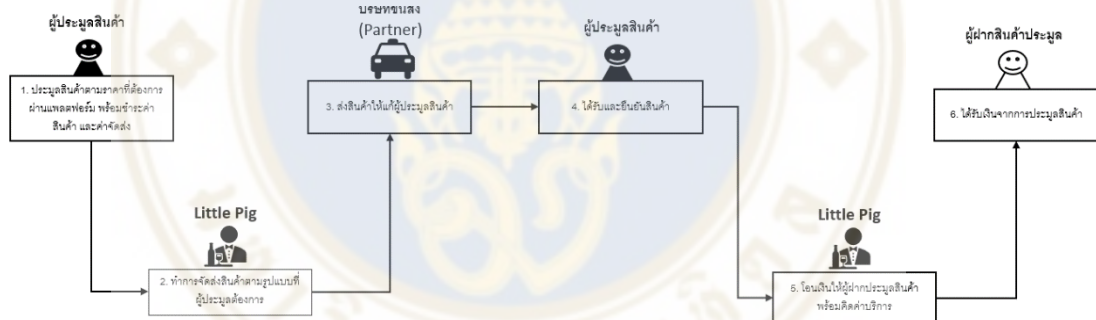 ผู้ประมูลสินค้า
1. ประมูลสินค้าตามราคาที่ต้องการ
ผ่านแพลตฟอร์ม พร้อมชำระค่า
สินค้า และค่าจัดส่ง
Little Pig
2. ทำการจัดส่งสินค้าตามรูปแบบที่
ผู้ประมูลต้องการ
บริษัทขนส่ง
(Partner)
3. ส่งสินค้าให้แก่ผู้ประมูลสินค้า
ผู้ประมูลสินค้า
4. ได้รับและยืนยันสินค้า
Little Pig
5. โอนเงินให้ผู้ฝากประมูลสินค้า
พร้อมคิดค่าบริการ
ผู้ฝากสินค้าประมูล
6. ได้รับเงินจากการประมูลสินค้า